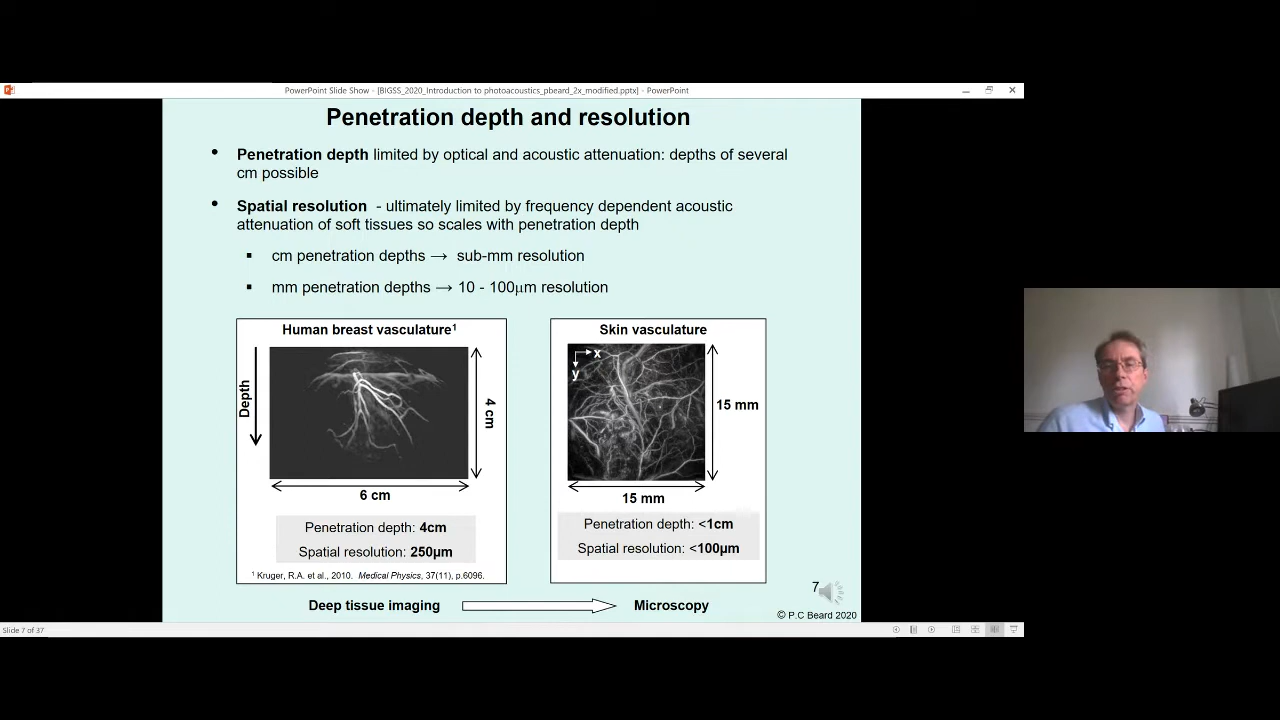 PowerPoint Slide Show - [BIGSS_2020_Introduction to photoacoustics_pbeard_2x_modified.pptx] - PowerPoint
Penetration depth and resolution
• Penetration depth limited by optical and acoustic attenuation: depths of several
cm possible
• Spatial resolution - ultimately limited by frequency dependent acoustic
attenuation of soft tissues so scales with penetration depth
▪ cm penetration depths → sub-mm resolution
▪ mm penetration depths → 10 - 100μm resolution
Human breast vasculature¹
Depth
4 cm
6 cm
Penetration depth: 4cm
Spatial resolution: 250µm
¹ Kruger, R.A. et al., 2010. Medical Physics, 37(11), p.6096.
Skin vasculature
x
y
15 mm
15 mm
Penetration depth: <1cm
Spatial resolution: <100µm
Deep tissue imaging
Microscopy
7
© P.C Beard 2020
Slide 7 of 37